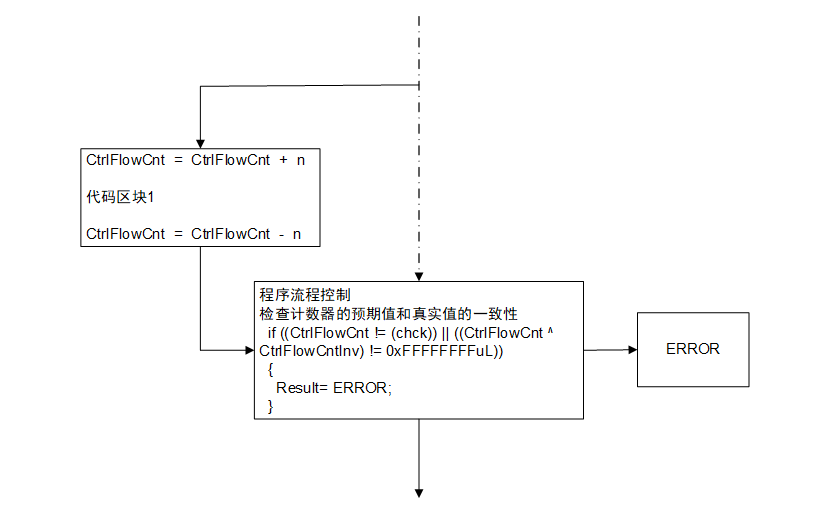 CtrlFlowCnt = CtrlFlowCnt + n
代码区块1
CtrlFlowCnt = CtrlFlowCnt - n
程序流程控制
检查计数器的预期值和真实值的一致性
if ((CtrlFlowCnt != (chck)) || ((CtrlFlowCnt ^
CtrlFlowCntInv) != 0xFFFFFFFFuL))
{
Result= ERROR;
}
ERROR